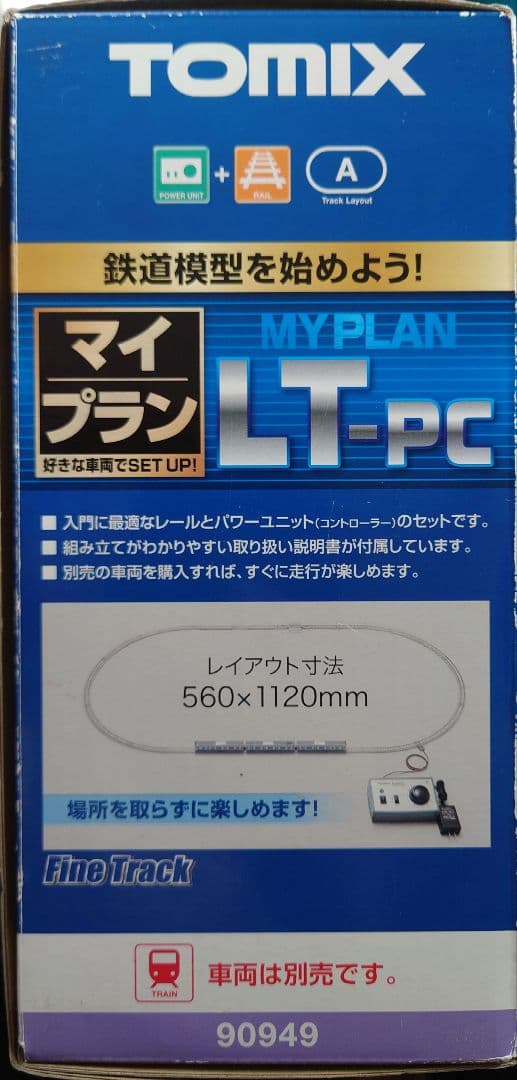 TOMIX
POWER UNIT
+
RAIL
A
Track Layout
鉄道模型を始めよう!
マイ
プラン
好きな車両でSET UP!
MY PLAN
LT-PC
■ 入門に最適なレールとパワーユニット(コントローラー)のセットです。
■ 組み立てがわかりやすい取り扱い説明書が付属しています。
■ 別売の車両を購入すれば、すぐに走行が楽しめます。
レイアウト寸法
560×1120mm
場所を取らずに楽しめます!
Fine Track
TRAIN
車両は別売です。
90949